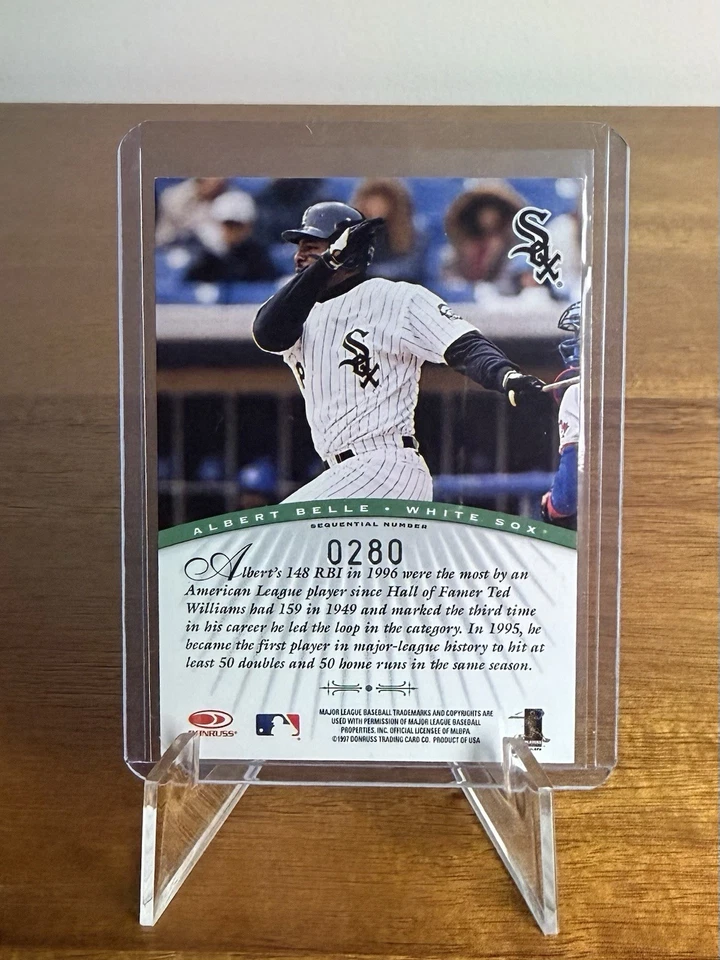 Sox
Sox
ALBERT BELLE • WHITE SOX
SEQUENTIAL NUMBER
0280
Albert's 148 RBI in 1996 were the most by an
American League player since Hall of Famer Ted
Williams had 159 in 1949 and marked the third time
in his career he led the loop in the category. In 1995, he
became the first player in major-league history to hit at
least 50 doubles and 50 home runs in the same season.
DONRUSS
MAJOR LEAGUE BASEBALL TRADEMARKS AND COPYRIGHTS ARE
USED WITH PERMISSION OF MAJOR LEAGUE BASEBALL
PROPERTIES, INC. OFFICIAL LICENSEE OF MLBPA
©1997 DONRUSS TRADING CARD CO. PRODUCT OF USA